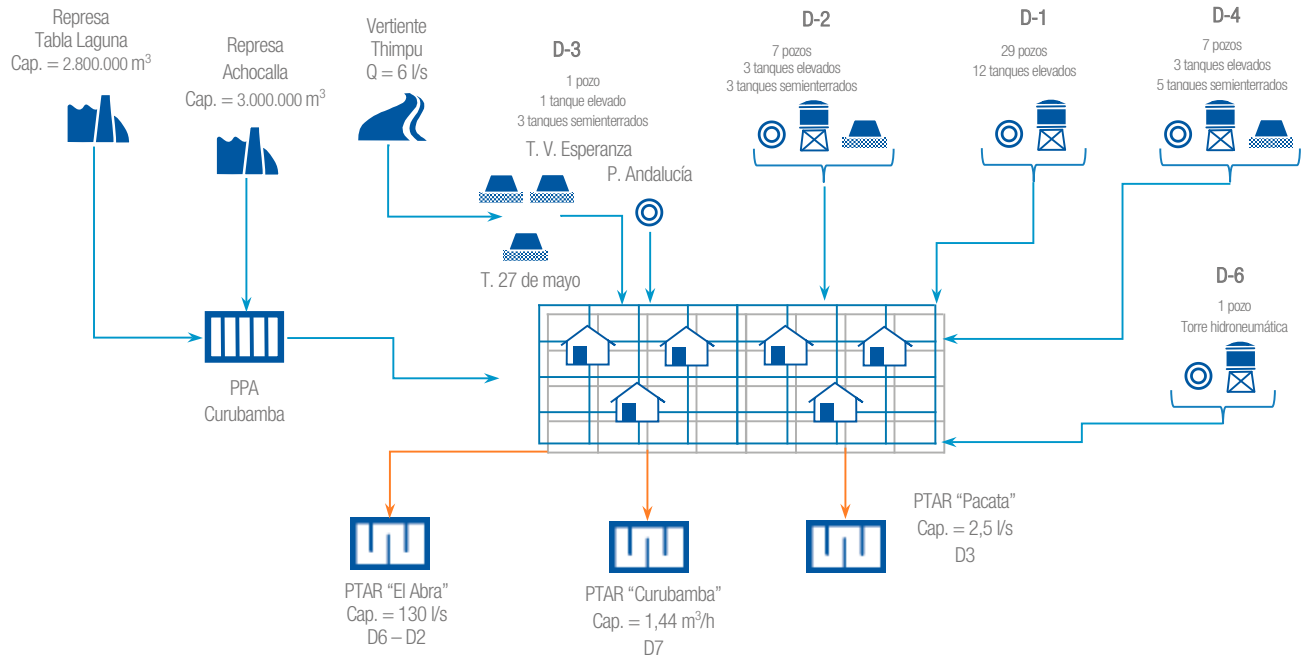 Represa
Tabla Laguna
Cap. = 2.800.000 m³
Represa
Achocalla
Cap. = 3.000.000 m³
Vertiente
Thimpu
Q = 6 l/s
D-3
1 pozo
1 tanque elevado
3 tanques semienterrados
T. V. Esperanza
P. Andalucía
T. 27 de mayo
D-2
7 pozos
3 tanques elevados
3 tanques semienterrados
D-1
29 pozos
12 tanques elevados
D-4
7 pozos
3 tanques elevados
5 tanques semienterrados
D-6
1 pozo
Torre hidroneumática
PPA
Curubamba
PTAR “El Abra”
Cap. = 130 l/s
D6 – D2
PTAR “Curubamba”
Cap. = 1,44 m³/h
D7
PTAR “Pacata”
Cap. = 2,5 l/s
D3